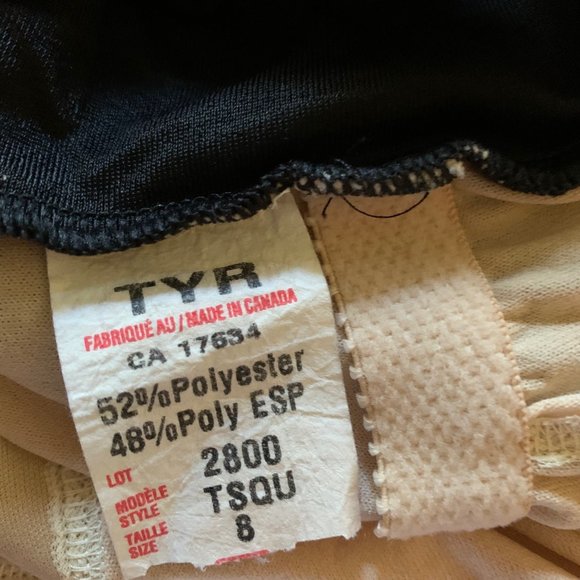 TYR
FABRIQUÉ AU / MADE IN CANADA
CA 17634
52%Polyester
48%Poly ESP
LOT 2800
MODÈLE
STYLE TSQU
TAILLE
SIZE 8